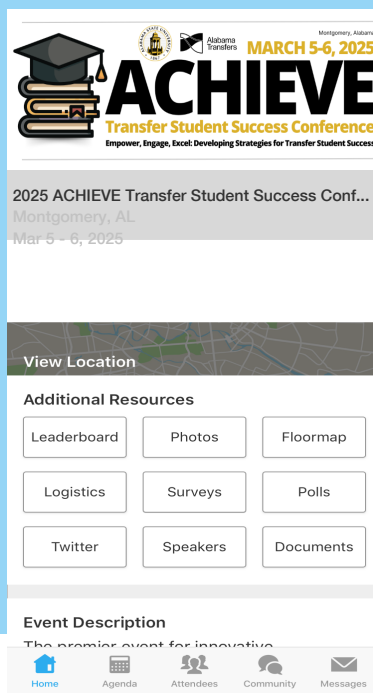 Montgomery, Alabama
Alabama
Transfers
MARCH 5-6, 2025
ACHIEVE
Transfer Student Success Conference
Empower, Engage, Excel: Developing Strategies for Transfer Student Success
2025 ACHIEVE Transfer Student Success Conf...
Montgomery, AL
Mar 5 - 6, 2025
View Location
Additional Resources
Leaderboard
Photos
Floormap
Logistics
Surveys
Polls
Twitter
Speakers
Documents
Event Description
The premier event for innovative
Home
Agenda
Attendees
Community
Messages